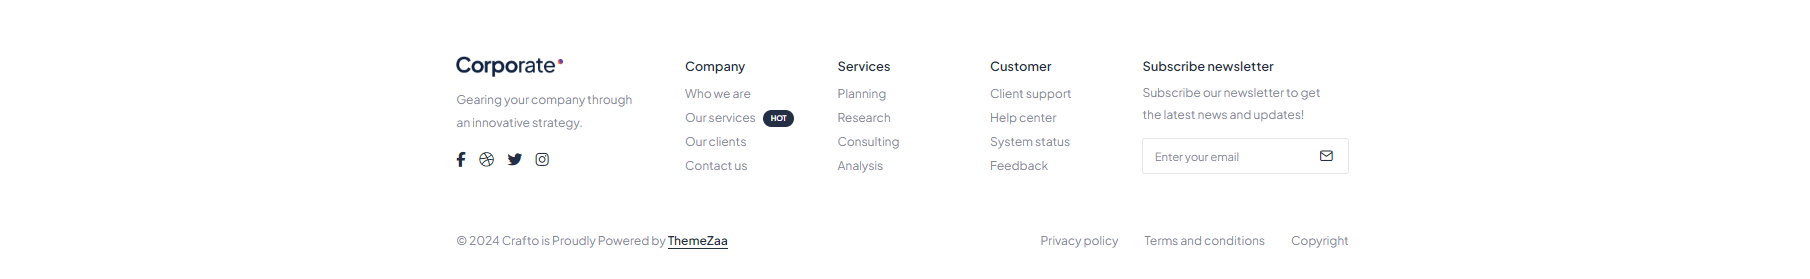 Corporate
Gearing your company through
an innovative strategy.
Company
Who we are
Our services HOT
Our clients
Contact us
Services
Planning
Research
Consulting
Analysis
Customer
Client support
Help center
System status
Feedback
Subscribe newsletter
Subscribe our newsletter to get
the latest news and updates!
Enter your email
© 2024 Crafto is Proudly Powered by ThemeZaa
Privacy policy Terms and conditions Copyright